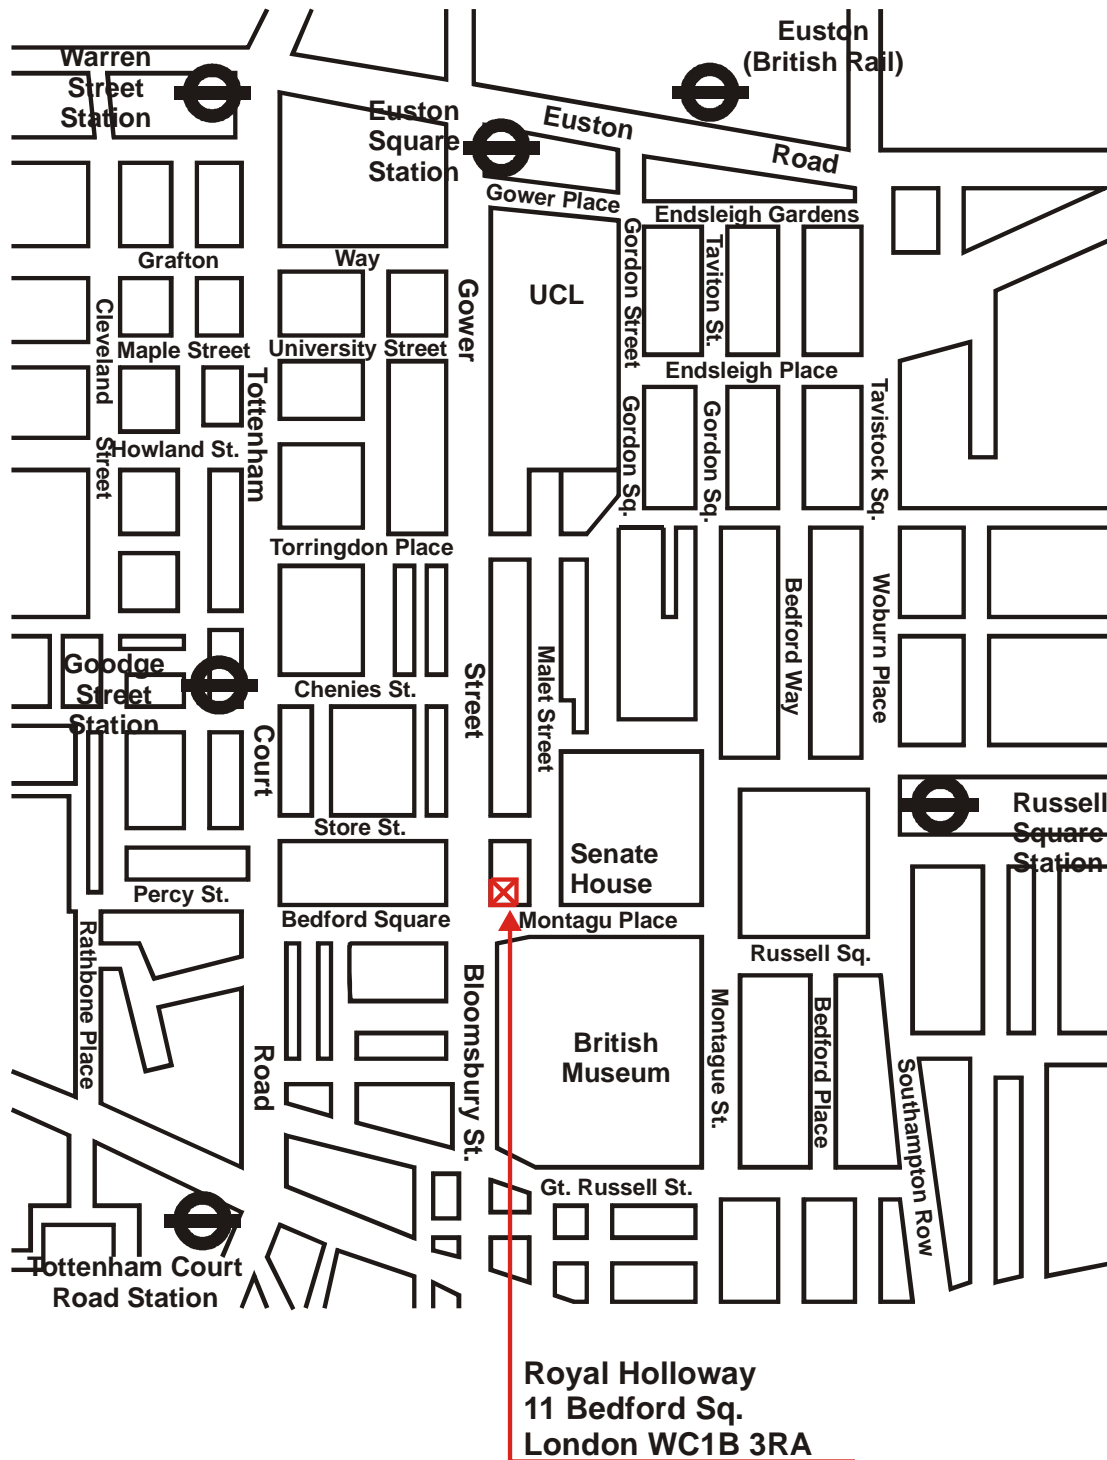 Euston
(British Rail)
Warren
Street
Station
Euston
Square
Station
Euston
Road
Gower Place
Endsleigh Gardens
Grafton
Way
Gordon Street
Taviton St.
UCL
Gower
Cleveland
Maple Street
University Street
Endsleigh Place
Tottenham
Gordon Sq.
Gordon Sq.
Tavistock Sq.
Street
Howland St.
Torringdon Place
Bedford Way
Woburn Place
Goodge
Street
Station
Chenies St.
Street
Malet Street
Court
Store St.
Russell
Square
Station
Senate
House
Percy St.
Bedford Square
Montagu Place
Rathbone Place
Russell Sq.
Bloomsbury St.
British
Museum
Montague St.
Bedford Place
Road
Southampton Row
Gt. Russell St.
Tottenham Court
Road Station
Royal Holloway
11 Bedford Sq.
London WC1B 3RA